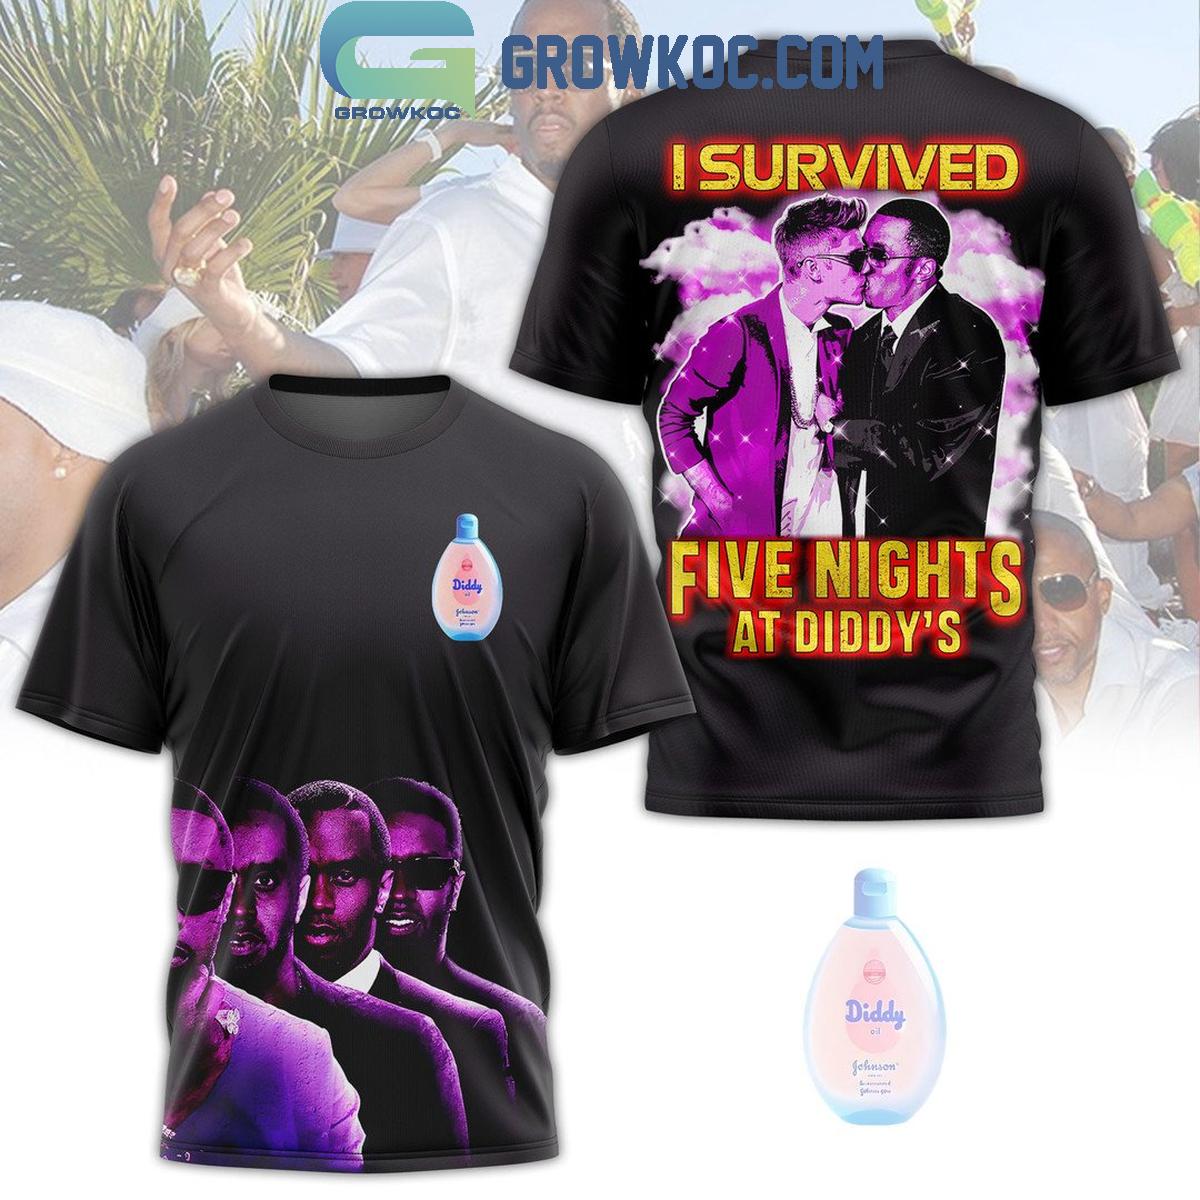 GROWKOC.COM
GROWKOC
I SURVIVED
FIVE NIGHTS
AT DIDDY'S
Diddy
oil
Johnson's
Diddy
oil
Johnson's